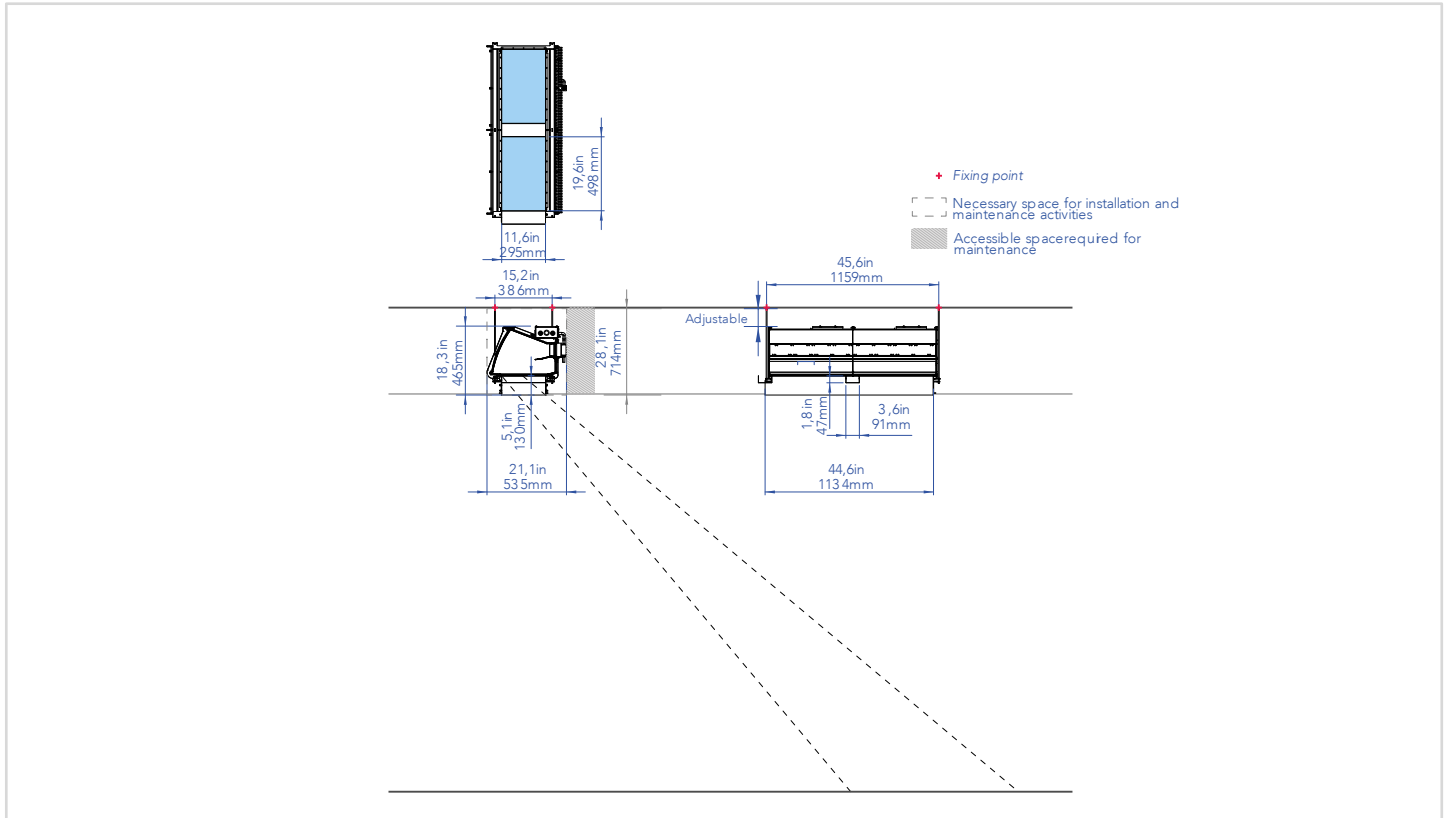 19,6in
498 mm
11,6in
295mm
Fixing point
Necessary space for installation and
maintenance activities
Accessible spacerequired for
maintenance
15,2in
386mm
45,6in
1159mm
Adjustable
18,3in
465mm
28,1in
714mm
5,1in
130mm
1,8in
47mm
3,6in
91mm
21,1in
535mm
44,6in
1134mm